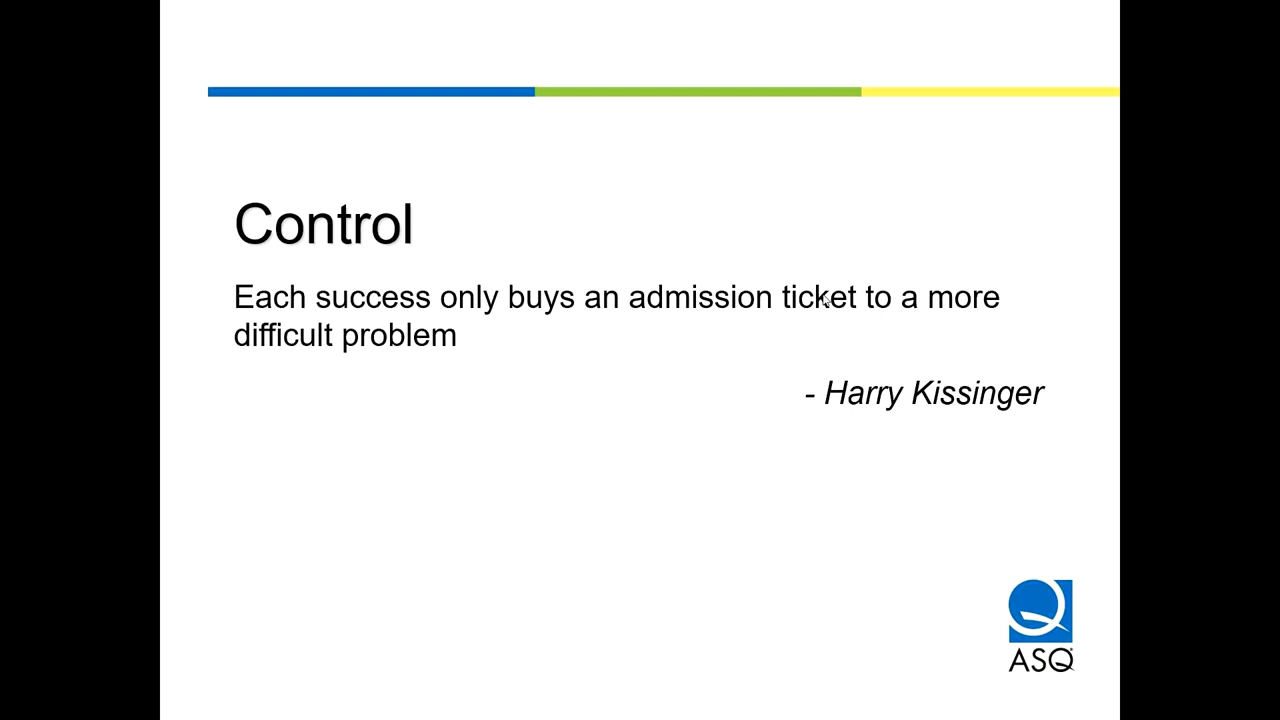 Control
Each success only buys an admission ticket to a more
difficult problem
- Harry Kissinger
ASQ